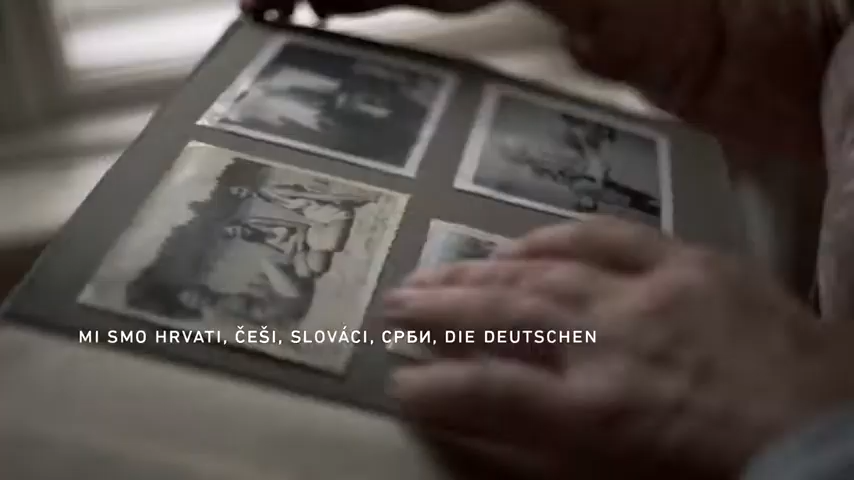 MI SMO HRVATI, ČEŠI, SLOVÁCI, СРБИ, DIE DEUTSCHEN